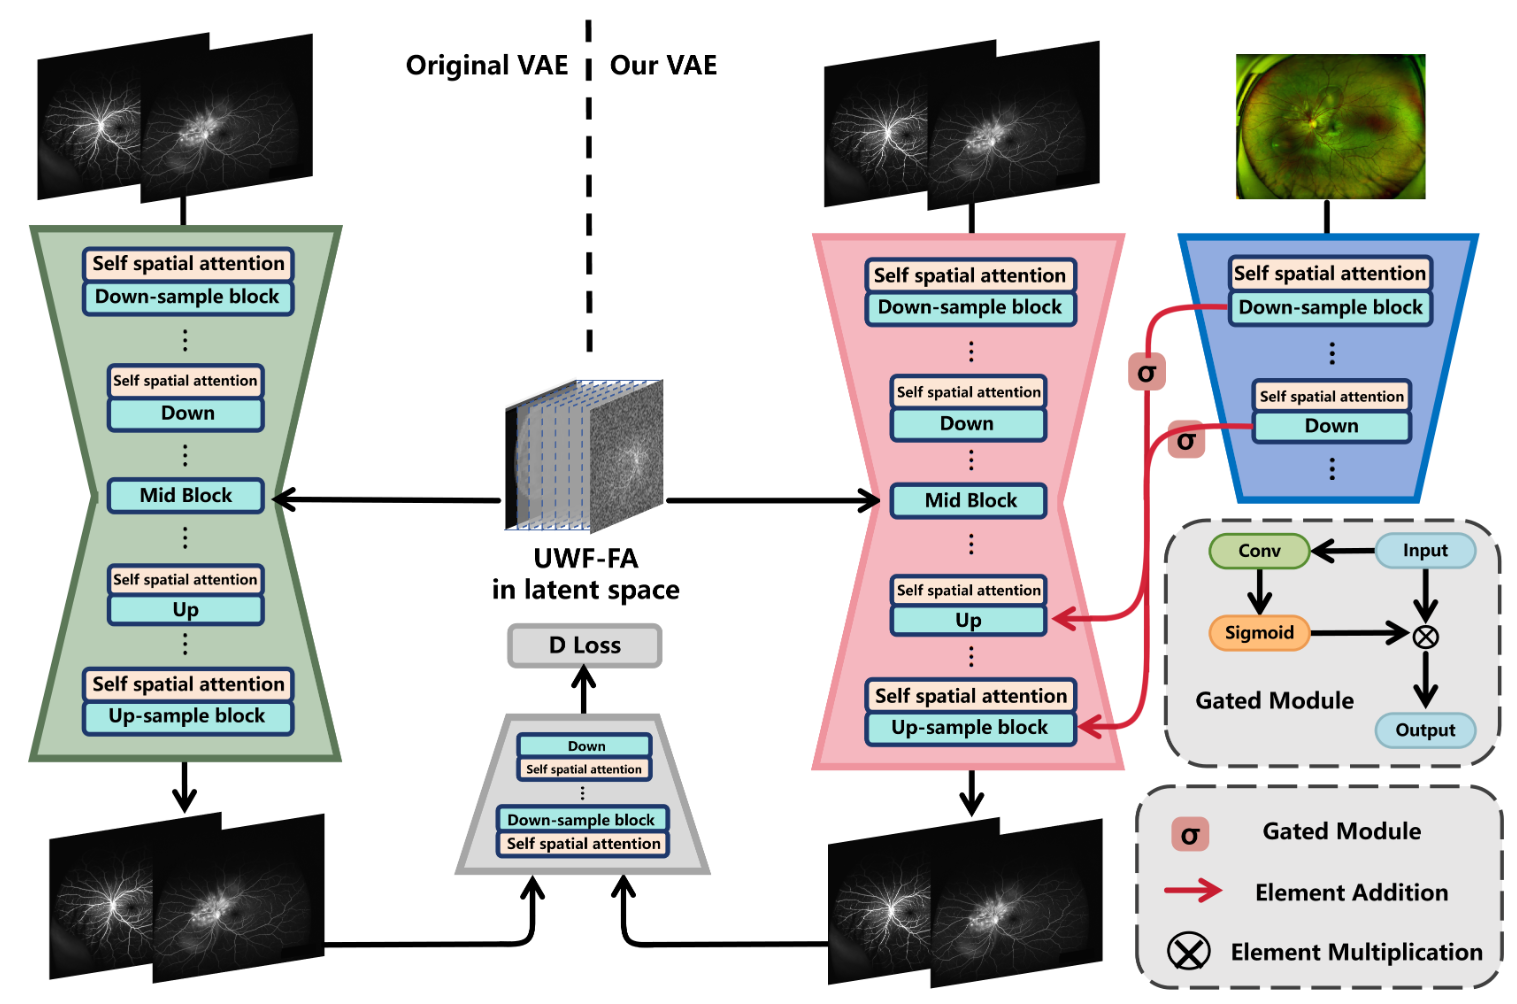 Original VAE
Our VAE
Self spatial attention
Down-sample block
Self spatial attention
Down
Mid Block
Self spatial attention
Up
Self spatial attention
Up-sample block
UWF-FA
in latent space
D Loss
Down
Self spatial attention
Down-sample block
Self spatial attention
Self spatial attention
Down-sample block
Self spatial attention
Down
Mid Block
Self spatial attention
Up
Self spatial attention
Up-sample block
Self spatial attention
Down-sample block
Self spatial attention
Down
σ
σ
Conv
Input
Sigmoid
Gated Module
Output
σ Gated Module
Element Addition
Element Multiplication